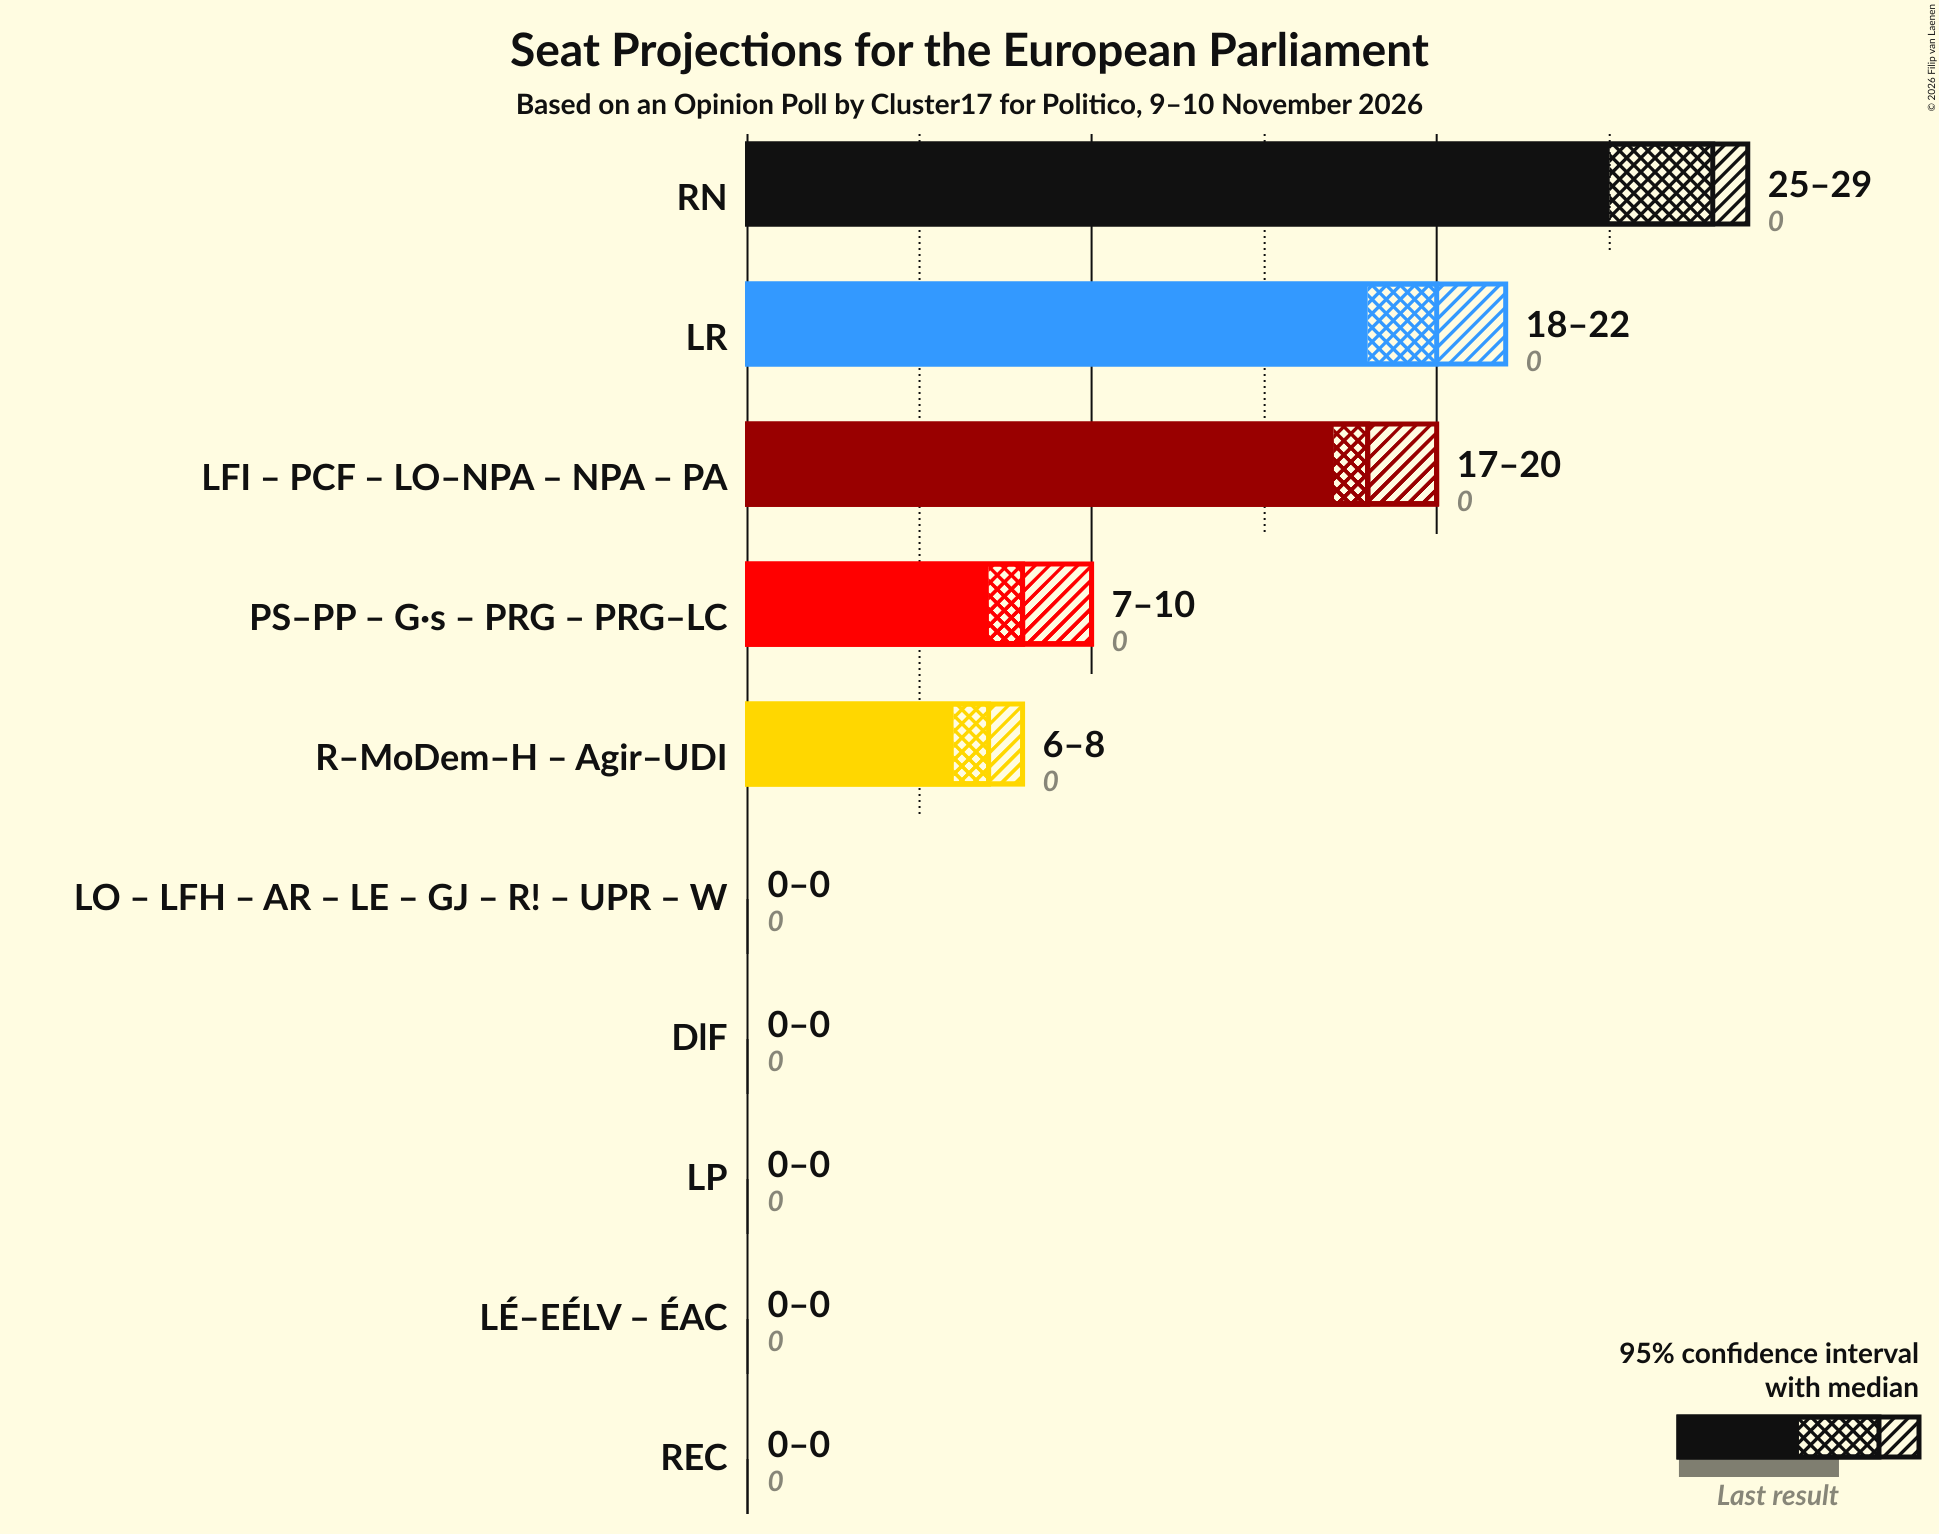 Seat Projections for the European Parliament
Based on an Opinion Poll by Cluster17 for Politico, 9–10 November 2026
© 2026 Filip van Laenen
RN
25–29
0
LR
18–22
0
LFI – PCF – LO–NPA – NPA – PA
17–20
0
PS–PP – G·s – PRG – PRG–LC
7–10
0
R–MoDem–H – Agir–UDI
6–8
0
LO – LFH – AR – LE – GJ – R! – UPR – W
0–0
0
DlF
0–0
0
LP
0–0
0
LÉ–EÉLV – ÉAC
0–0
0
REC
0–0
0
95% confidence interval
with median
Last result